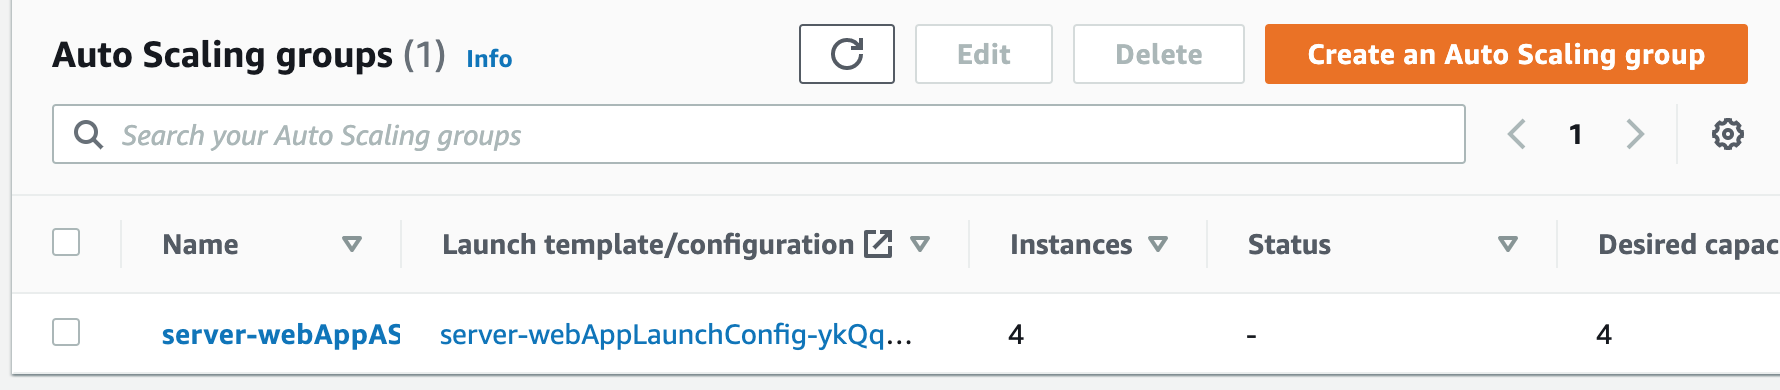 Auto Scaling groups (1) Info Edit Delete Create an Auto Scaling group
Search your Auto Scaling groups 1
Name Launch template/configuration Instances Status Desired capac
server-webAppAS server-webAppLaunchConfig-ykQq... 4 - 4